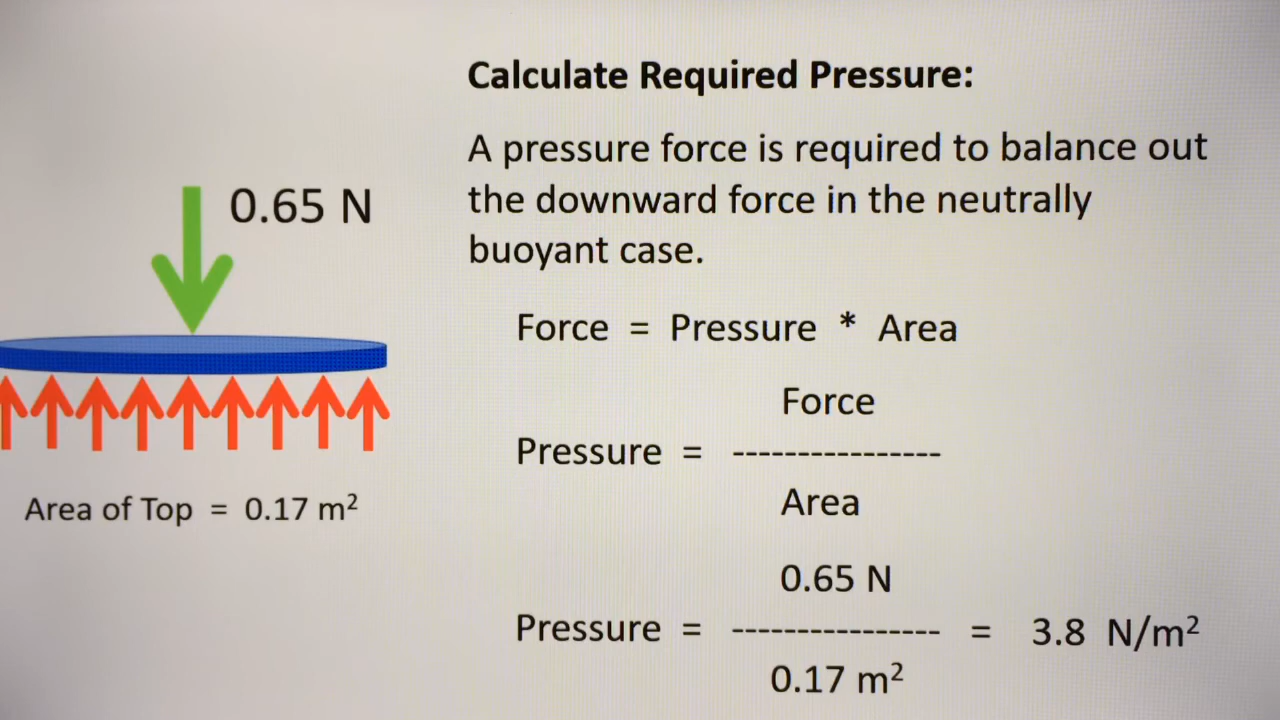 Calculate Required Pressure:
A pressure force is required to balance out
the downward force in the neutrally
buoyant case.
0.65 N
Force = Pressure * Area
Force
Pressure = ----------------
Area
Area of Top = 0.17 m²
0.65 N
Pressure = ---------------- = 3.8 N/m²
0.17 m²